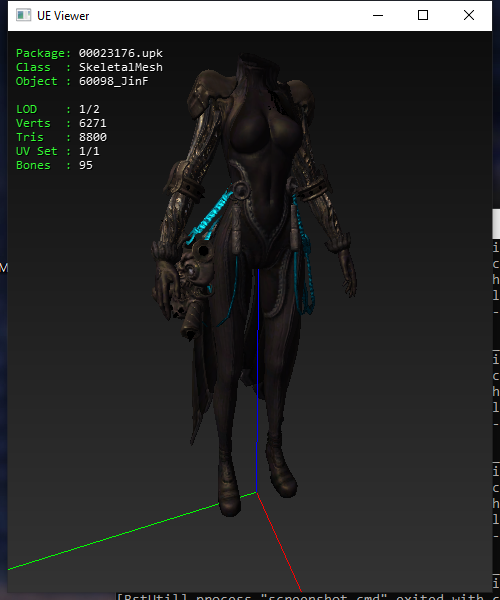 UE Viewer
Package: 00023176.upk
Class  : SkeletalMesh
Object : 60098_JinF
LOD    : 1/2
Verts  : 6271
Tris   : 8800
UV Set : 1/1
Bones  : 95
M
i
c
h
l
-
i
c
h
l
-
i
c
h
l
-
i
[BstUtil] process "screenshot.cmd" exited with c